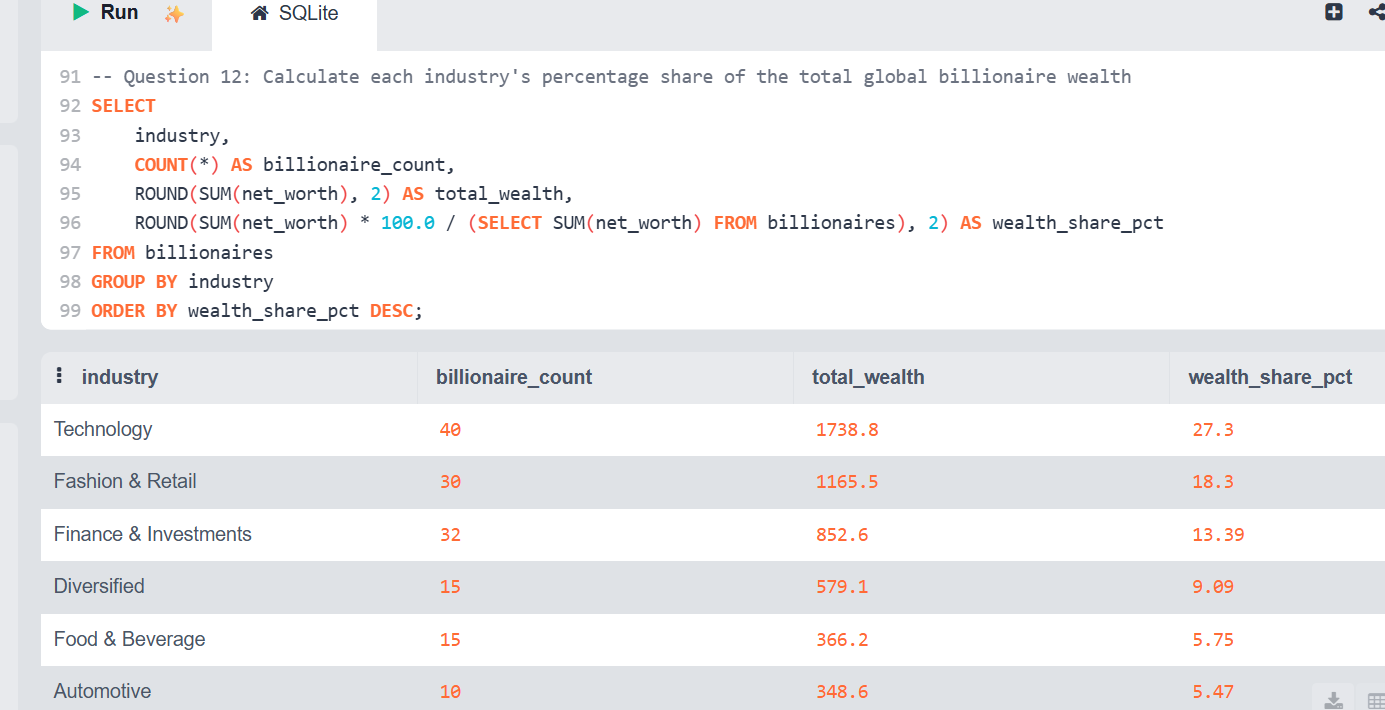 Run SQLite
91 -- Question 12: Calculate each industry's percentage share of the total global billionaire wealth
92 SELECT
93     industry,
94     COUNT(*) AS billionaire_count,
95     ROUND(SUM(net_worth), 2) AS total_wealth,
96     ROUND(SUM(net_worth) * 100.0 / (SELECT SUM(net_worth) FROM billionaires), 2) AS wealth_share_pct
97 FROM billionaires
98 GROUP BY industry
99 ORDER BY wealth_share_pct DESC;
industry billionaire_count total_wealth wealth_share_pct
Technology 40 1738.8 27.3
Fashion & Retail 30 1165.5 18.3
Finance & Investments 32 852.6 13.39
Diversified 15 579.1 9.09
Food & Beverage 15 366.2 5.75
Automotive 10 348.6 5.47